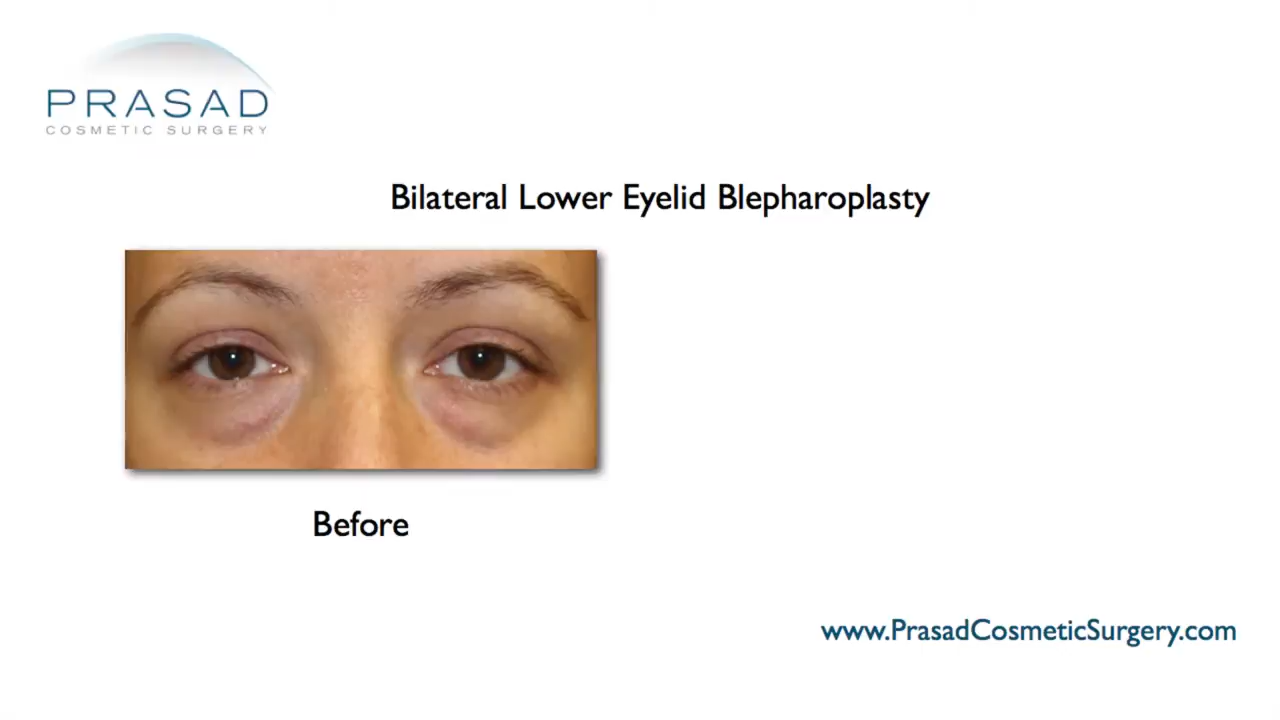 PRASAD
COSMETIC SURGERY
Bilateral Lower Eyelid Blepharoplasty
Before
www.PrasadCosmeticSurgery.com